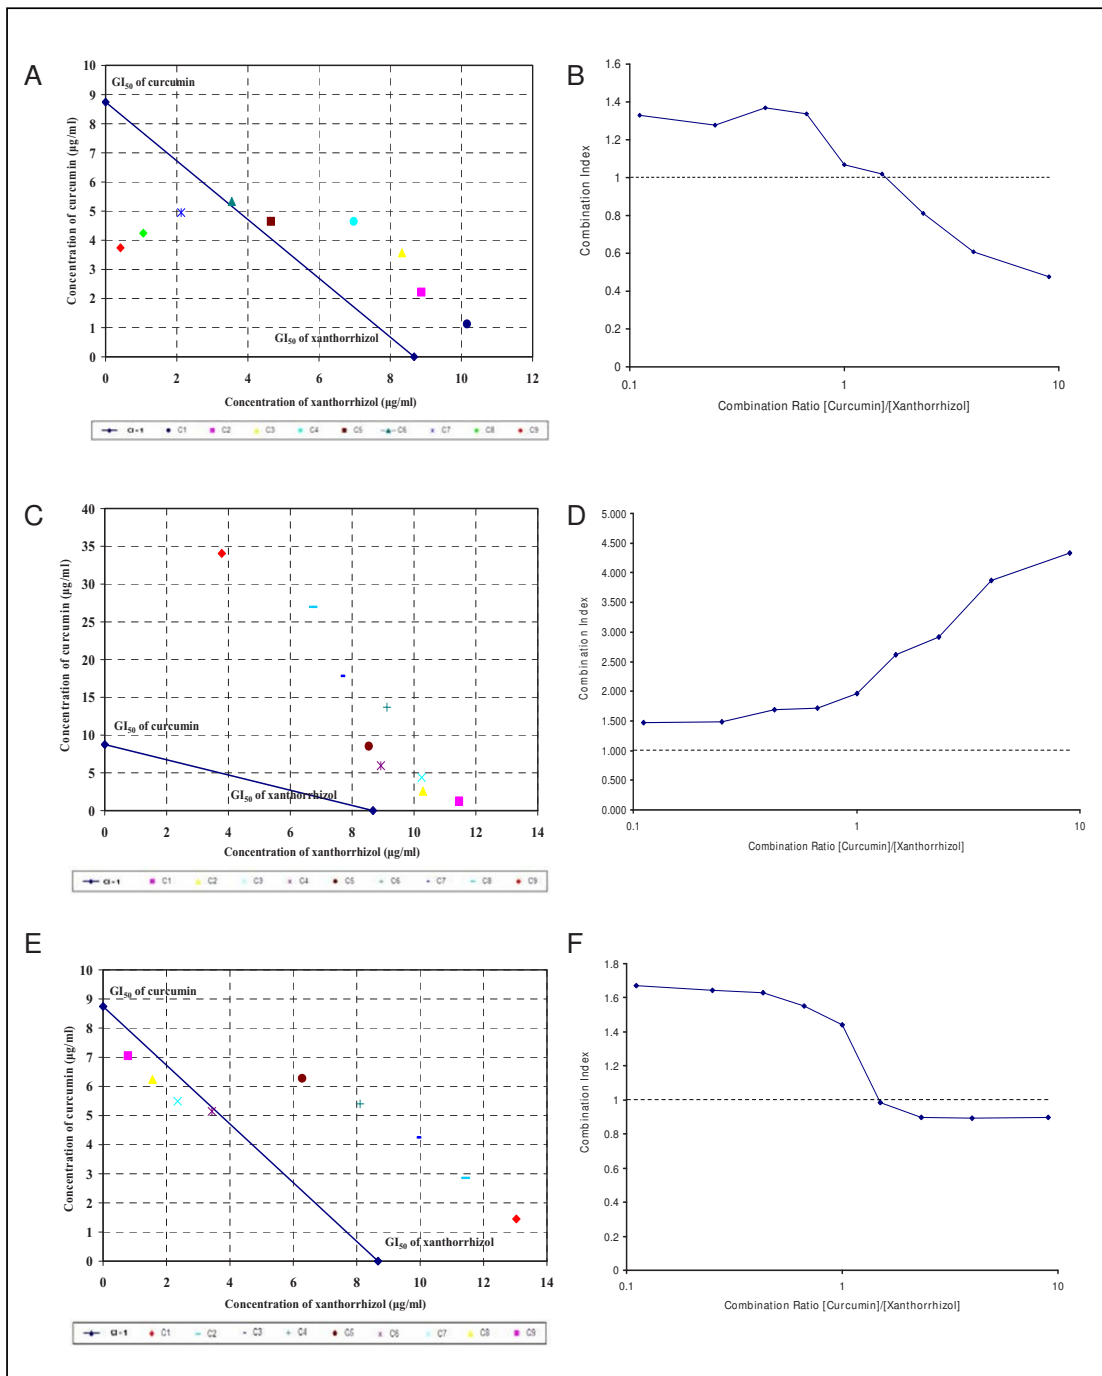 A
Concentration of curcumin (µg/ml)
10
9
8
7
6
5
4
3
2
1
0
GI50 of curcumin
GI50 of xanthorrhizol
0 2 4 6 8 10 12
Concentration of xanthorrhizol (µg/ml)
CI = 1 C1 C2 C3 C4 C5 C6 C7 C8 C9
B
Combination Index
1.6
1.4
1.2
1
0.8
0.6
0.4
0.2
0
0.1 1 10
Combination Ratio [Curcumin]/[Xanthorrhizol]
C
Concentration of curcumin (µg/ml)
40
35
30
25
20
15
10
5
0
GI50 of curcumin
GI50 of xanthorrhizol
0 2 4 6 8 10 12 14
Concentration of xanthorrhizol (µg/ml)
CI = 1 C1 C2 C3 C4 C5 C6 C7 C8 C9
D
Combination Index
5.000
4.500
4.000
3.500
3.000
2.500
2.000
1.500
1.000
0.500
0.000
0.1 1 10
Combination Ratio [Curcumin]/[Xanthorrhizol]
E
Concentration of curcumin (µg/ml)
10
9
8
7
6
5
4
3
2
1
0
GI50 of curcumin
GI50 of xanthorrhizol
0 2 4 6 8 10 12 14
Concentration of xanthorrhizol (µg/ml)
CI = 1 C1 C2 C3 C4 C5 C6 C7 C8 C9
F
Combination Index
1.8
1.6
1.4
1.2
1
0.8
0.6
0.4
0.2
0
0.1 1 10
Combination Ratio [Curcumin]/[Xanthorrhizol]